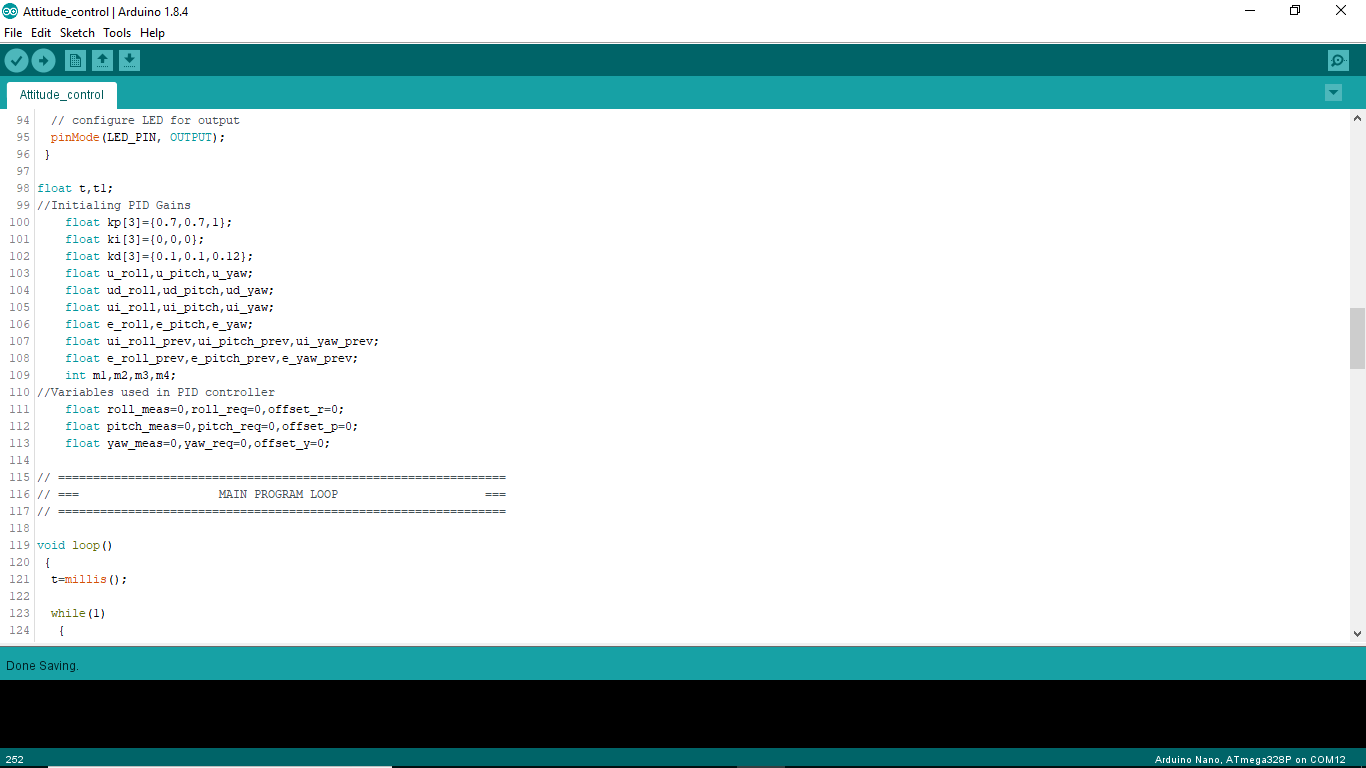 Attitude_control | Arduino 1.8.4
File Edit Sketch Tools Help
Attitude_control
94 // configure LED for output
95 pinMode(LED_PIN, OUTPUT);
96 }
97
98 float t,t1;
99 //Initialing PID Gains
100 float kp[3]={0.7,0.7,1};
101 float ki[3]={0,0,0};
102 float kd[3]={0.1,0.1,0.12};
103 float u_roll,u_pitch,u_yaw;
104 float ud_roll,ud_pitch,ud_yaw;
105 float ui_roll,ui_pitch,ui_yaw;
106 float e_roll,e_pitch,e_yaw;
107 float ui_roll_prev,ui_pitch_prev,ui_yaw_prev;
108 float e_roll_prev,e_pitch_prev,e_yaw_prev;
109 int m1,m2,m3,m4;
110 //Variables used in PID controller
111 float roll_meas=0,roll_req=0,offset_r=0;
112 float pitch_meas=0,pitch_req=0,offset_p=0;
113 float yaw_meas=0,yaw_req=0,offset_y=0;
114
115 // ================================================================
116 // === MAIN PROGRAM LOOP ===
117 // ================================================================
118
119 void loop()
120 {
121 t=millis();
122
123 while(1)
124 {
Done Saving.
252
Arduino Nano, ATmega328P on COM12